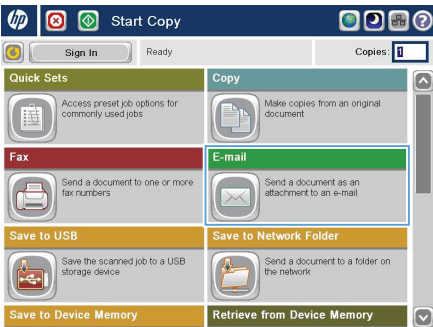 hp Start Copy
Sign In Ready Copies: 1
Quick Sets
Access preset job options for
commonly used jobs
Copy
Make copies from an original
document
Fax
Send a document to one or more
fax numbers
E-mail
Send a document as an
attachment to an e-mail
Save to USB
Save the scanned job to a USB
storage device
Save to Network Folder
Send a document to a folder on
the network
Save to Device Memory
Retrieve from Device Memory